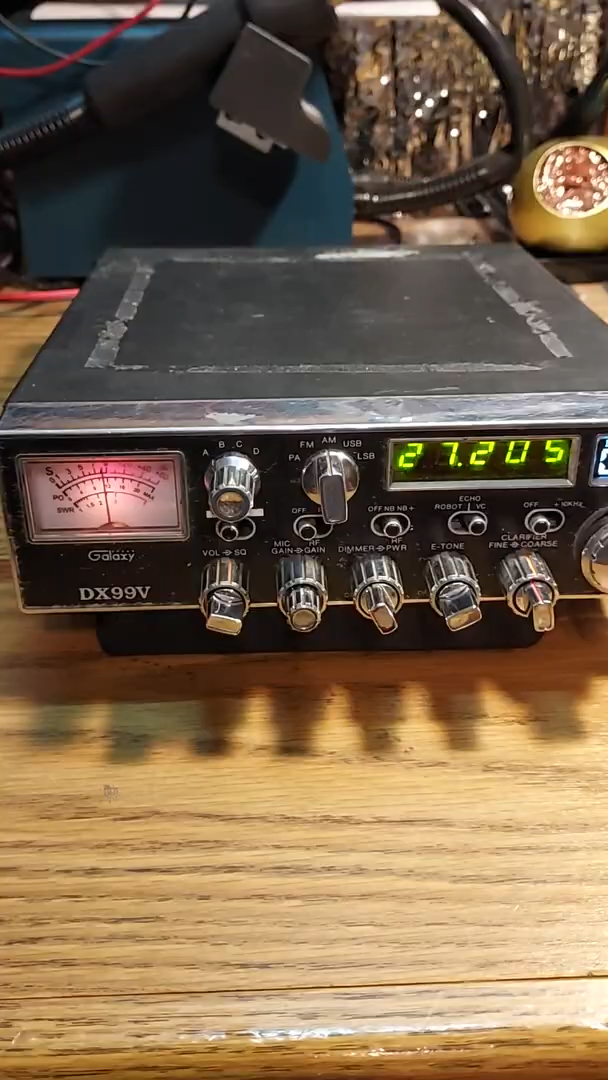 S
PO
SWR
A B C D
FM AM USB
PA LSB
27.205
OFF
OFF NB NB+
ECHO
ROBOT VC
OFF +10KHz
Galaxy
VOL SQ
MIC RF
GAIN GAIN
DIMMER RF PWR
E-TONE
CLARIFIER
FINE COARSE
DX99V